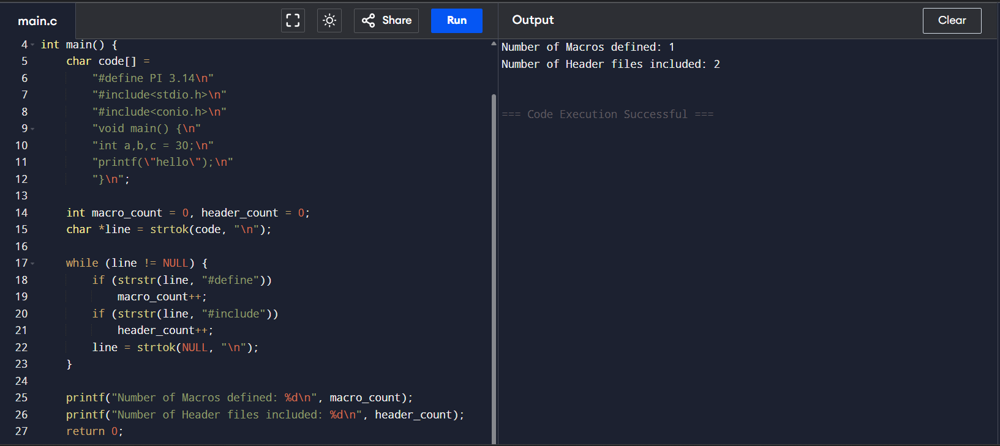 main.c Share Run Output Clear
4 int main() {
5 char code[] =
6 "#define PI 3.14\n"
7 "#include<stdio.h>\n"
8 "#include<conio.h>\n"
9 "void main() {\n"
10 "int a,b,c = 30;\n"
11 "printf(\"hello\");\n"
12 "}\n";
13
14 int macro_count = 0, header_count = 0;
15 char *line = strtok(code, "\n");
16
17 while (line != NULL) {
18 if (strstr(line, "#define"))
19 macro_count++;
20 if (strstr(line, "#include"))
21 header_count++;
22 line = strtok(NULL, "\n");
23 }
24
25 printf("Number of Macros defined: %d\n", macro_count);
26 printf("Number of Header files included: %d\n", header_count);
27 return 0;
Number of Macros defined: 1
Number of Header files included: 2
=== Code Execution Successful ===